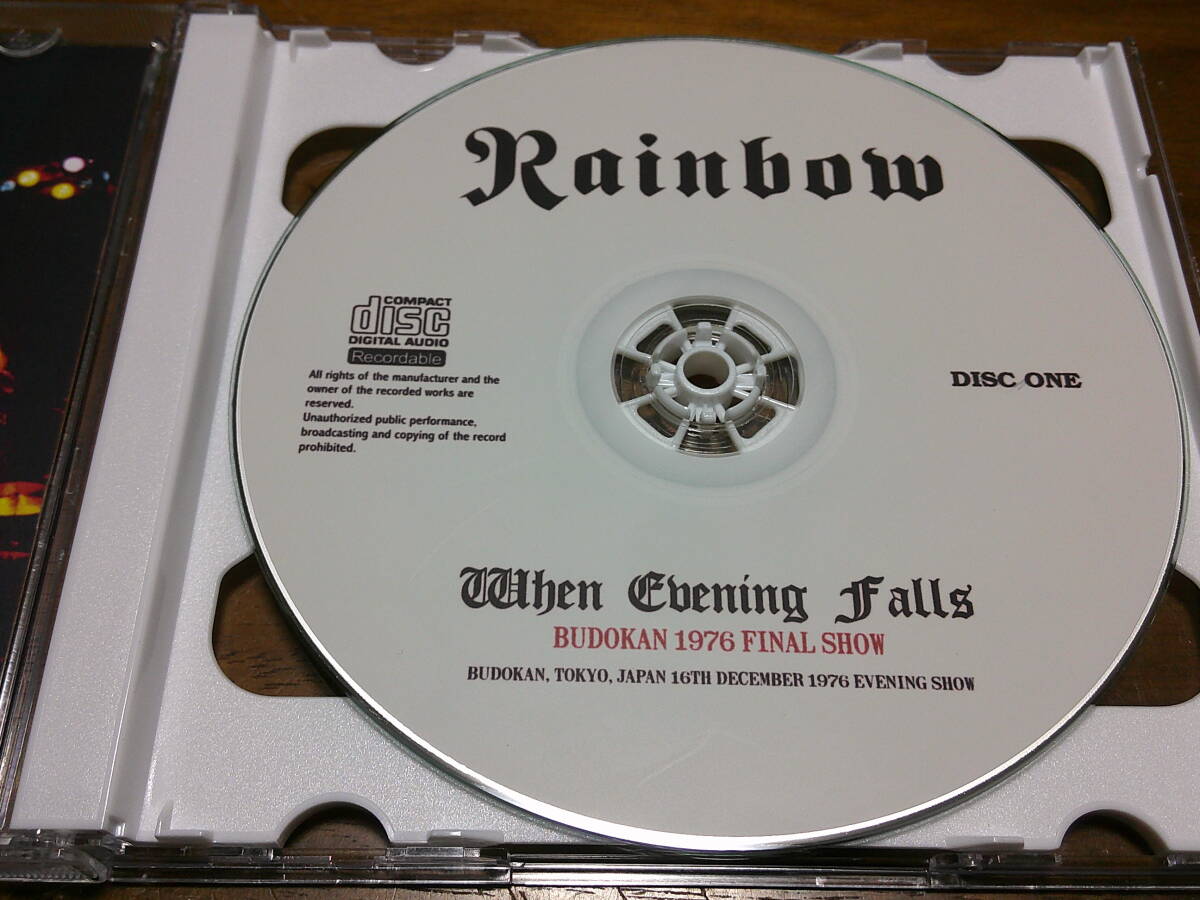 Rainbow
COMPACT
disc
DIGITAL AUDIO
Recordable
All rights of the manufacturer and the
owner of the recorded works are
reserved.
Unauthorized public performance,
broadcasting and copying of the record
prohibited.
DISC ONE
When Evening Falls
BUDOKAN 1976 FINAL SHOW
BUDOKAN, TOKYO, JAPAN 16TH DECEMBER 1976 EVENING SHOW